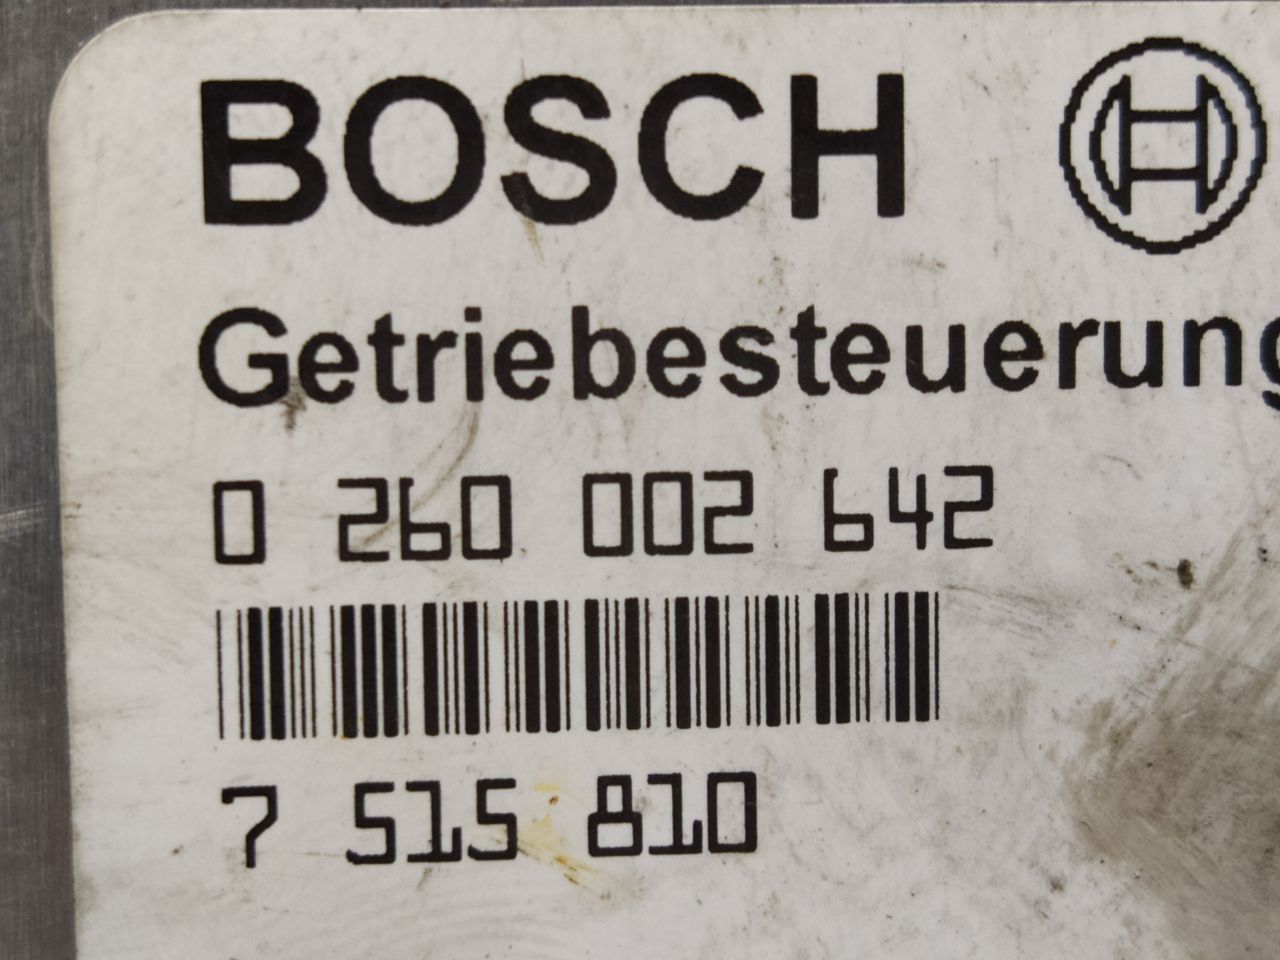 BOSCH
Getriebesteuerung
0 260 002 642
7 515 810